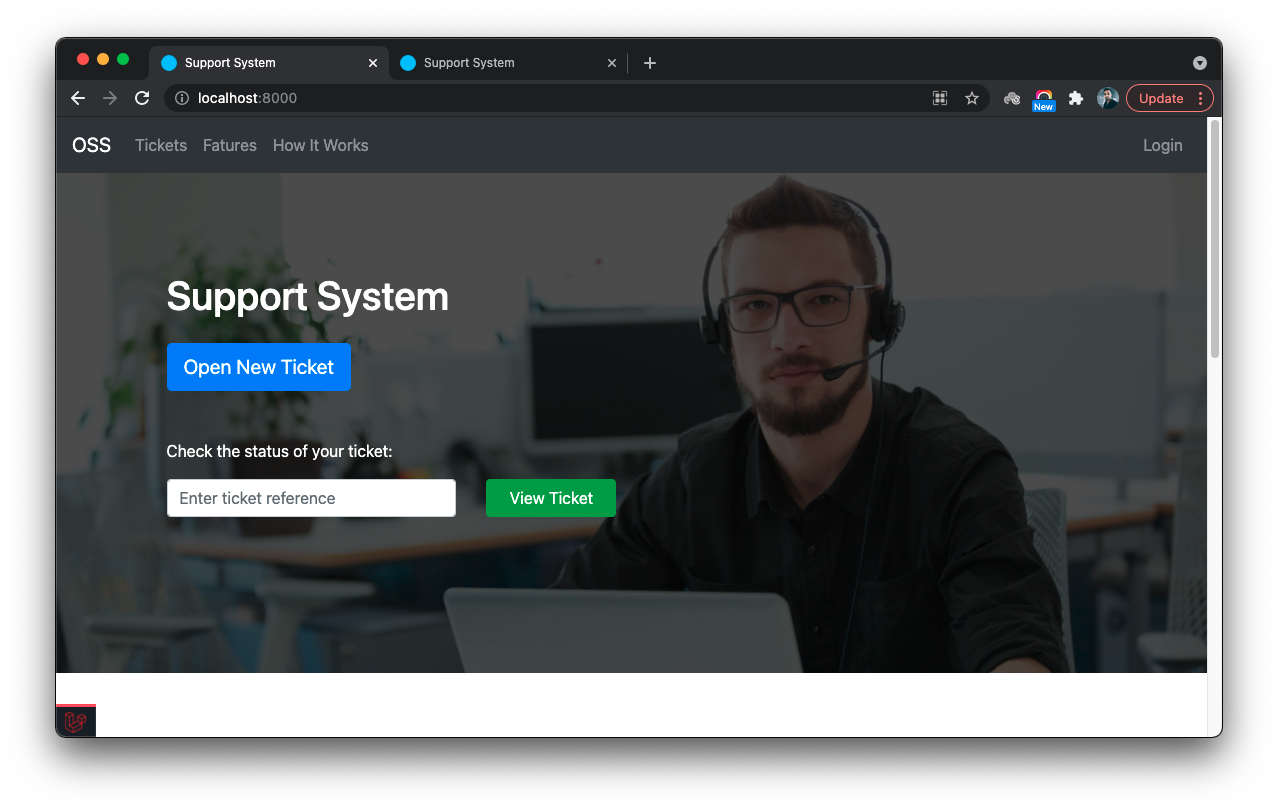 Support System
Support System
localhost:8000
New
Update
OSS Tickets Fatures How It Works Login
Support System
Open New Ticket
Check the status of your ticket:
Enter ticket reference
View Ticket